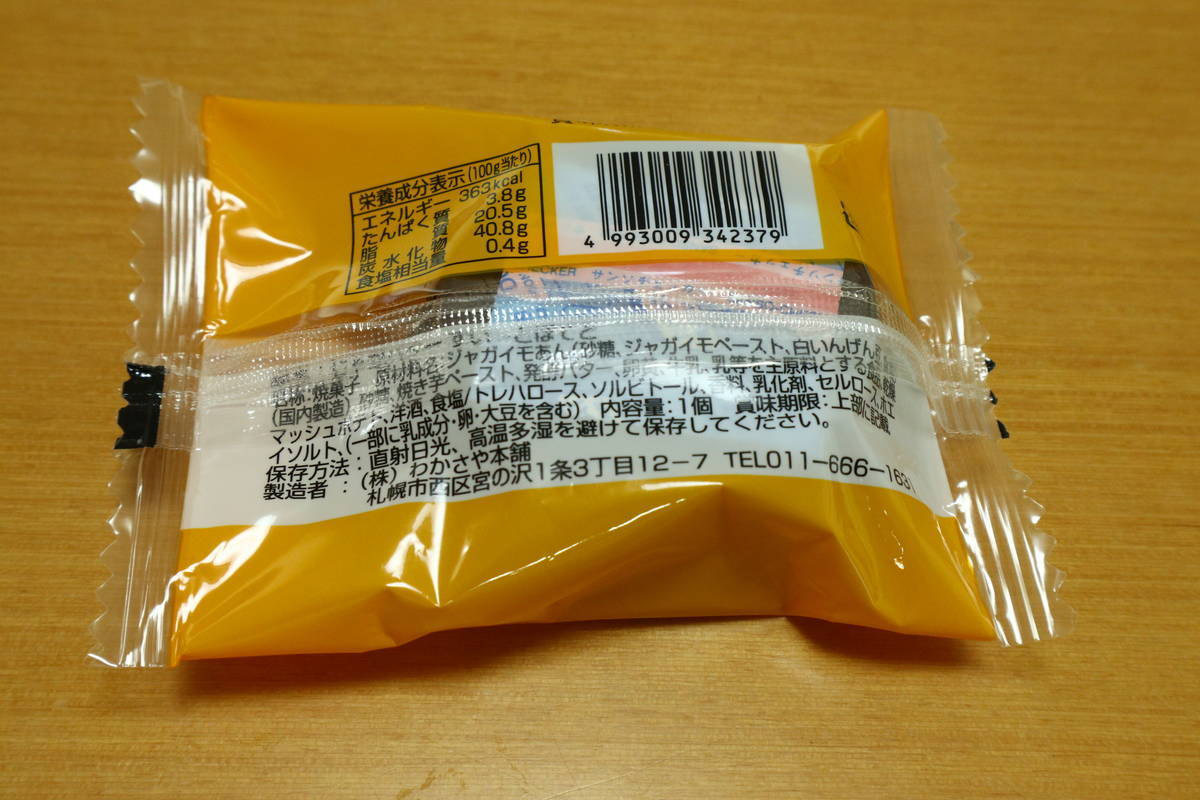 栄養成分表示(100g当たり)
エネルギー 363kcal
たんぱく質 3.8g
脂質 20.5g
炭水化物 40.8g
食塩相当量 0.4g
4 993009 342379
名称:焼菓子 原材料名:ジャガイモあん(砂糖、ジャガイモペースト、白いんげん
(国内製造)、砂糖、焼き芋ペースト、発酵バター、卵黄、牛乳、乳等を主原料とする食品、
マッシュポテト、洋酒、食塩/トレハロース、ソルビトール、香料、乳化剤、セルロース、ホエ
イソルト、(一部に乳成分・卵・大豆を含む) 内容量:1個 賞味期限:上部に記載
保存方法:直射日光、高温多湿を避けて保存してください。
製造者:(株)わかさや本舗
札幌市西区宮の沢1条3丁目12-7 TEL011-666-1631